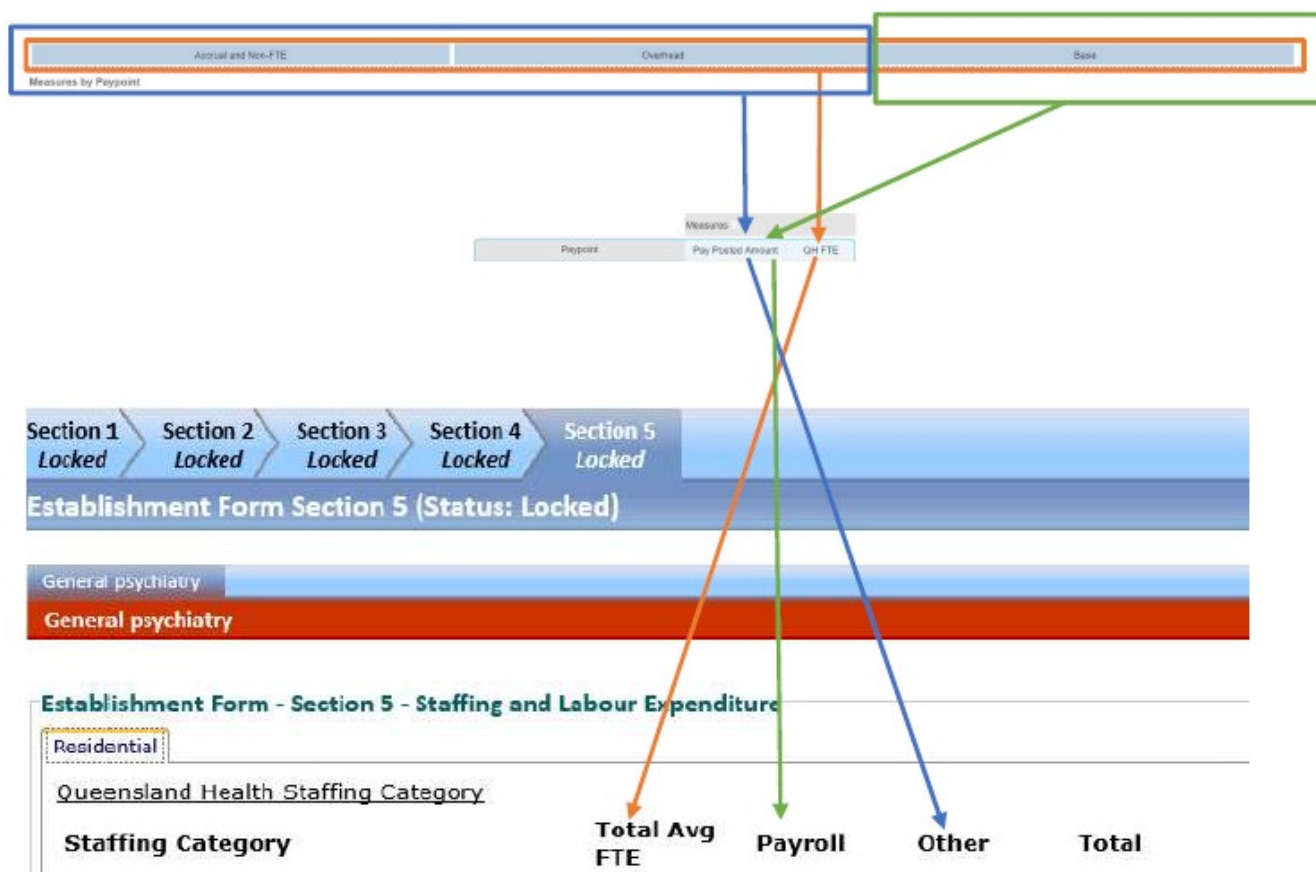 Accrual and Non-FTE Overhead Base
Measures by Paypoint
Measures
Paypoint Pay Posted Amount QH FTE
Section 1 Section 2 Section 3 Section 4 Section 5
Locked Locked Locked Locked Locked
Establishment Form Section 5 (Status: Locked)
General psychiatry
General psychiatry
Establishment Form - Section 5 - Staffing and Labour Expenditure
Residential
Queensland Health Staffing Category
Staffing Category Total Avg FTE Payroll Other Total